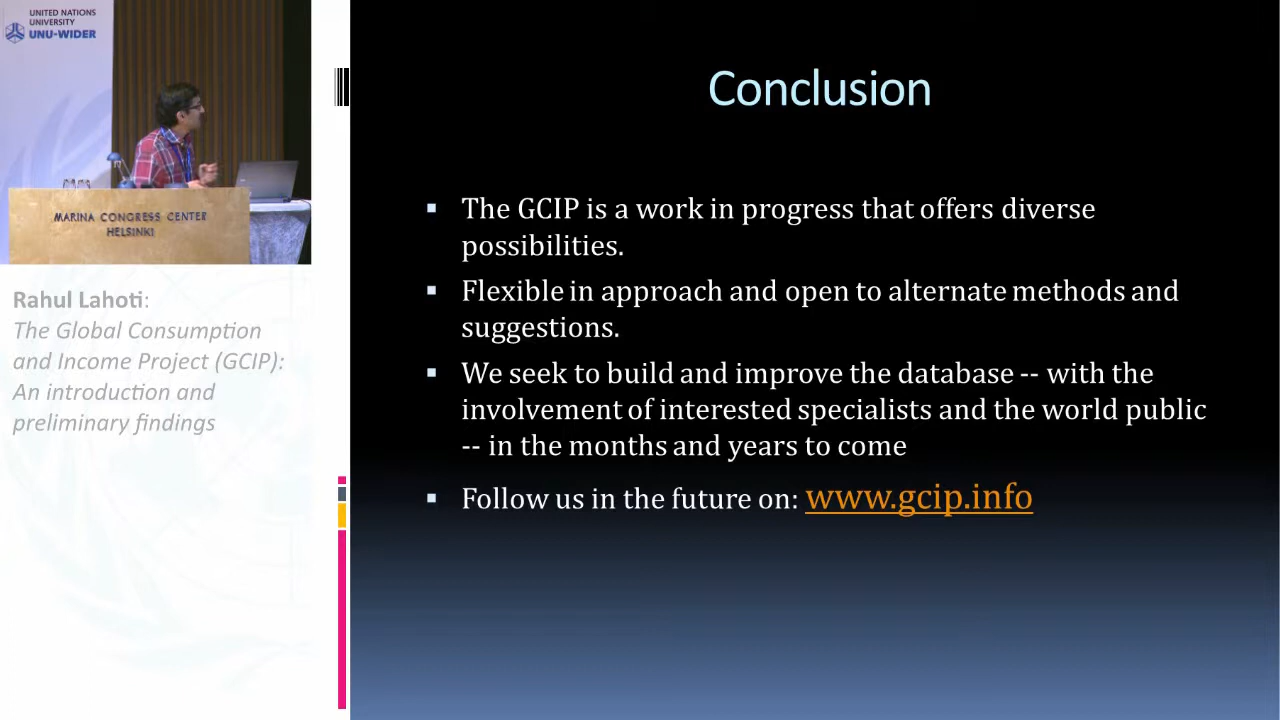 UNITED NATIONS
UNIVERSITY
UNU-WIDER
MARINA CONGRESS CENTER
HELSINKI
Rahul Lahoti:
The Global Consumption
and Income Project (GCIP):
An introduction and
preliminary findings
Conclusion
The GCIP is a work in progress that offers diverse
possibilities.
Flexible in approach and open to alternate methods and
suggestions.
We seek to build and improve the database -- with the
involvement of interested specialists and the world public
-- in the months and years to come
Follow us in the future on: www.gcip.info